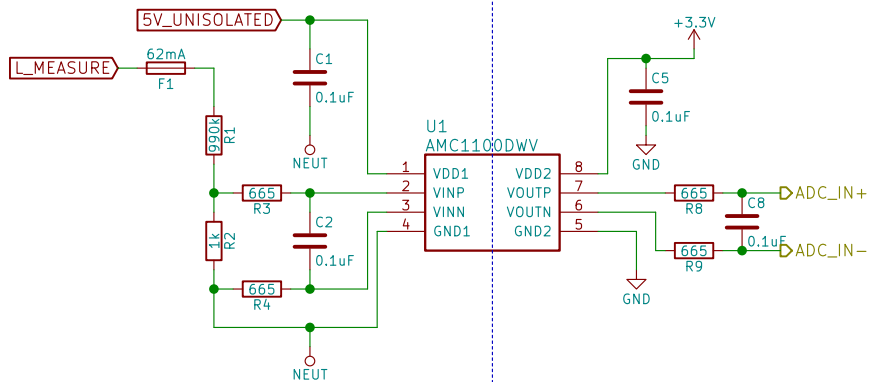 5V_UNISOLATED
+3.3V
62mA
L_MEASURE
F1
C1
0.1uF
C5
0.1uF
990k
R1
U1
AMC1100DWV
NEUT
GND
1
VDD1
VDD2
8
665
R3
2
VINP
VOUTP
7
665
R8
ADC_IN+
3
VINN
VOUTN
6
C8
0.1uF
1k
R2
C2
0.1uF
4
GND1
GND2
5
665
R9
ADC_IN-
665
R4
GND
NEUT